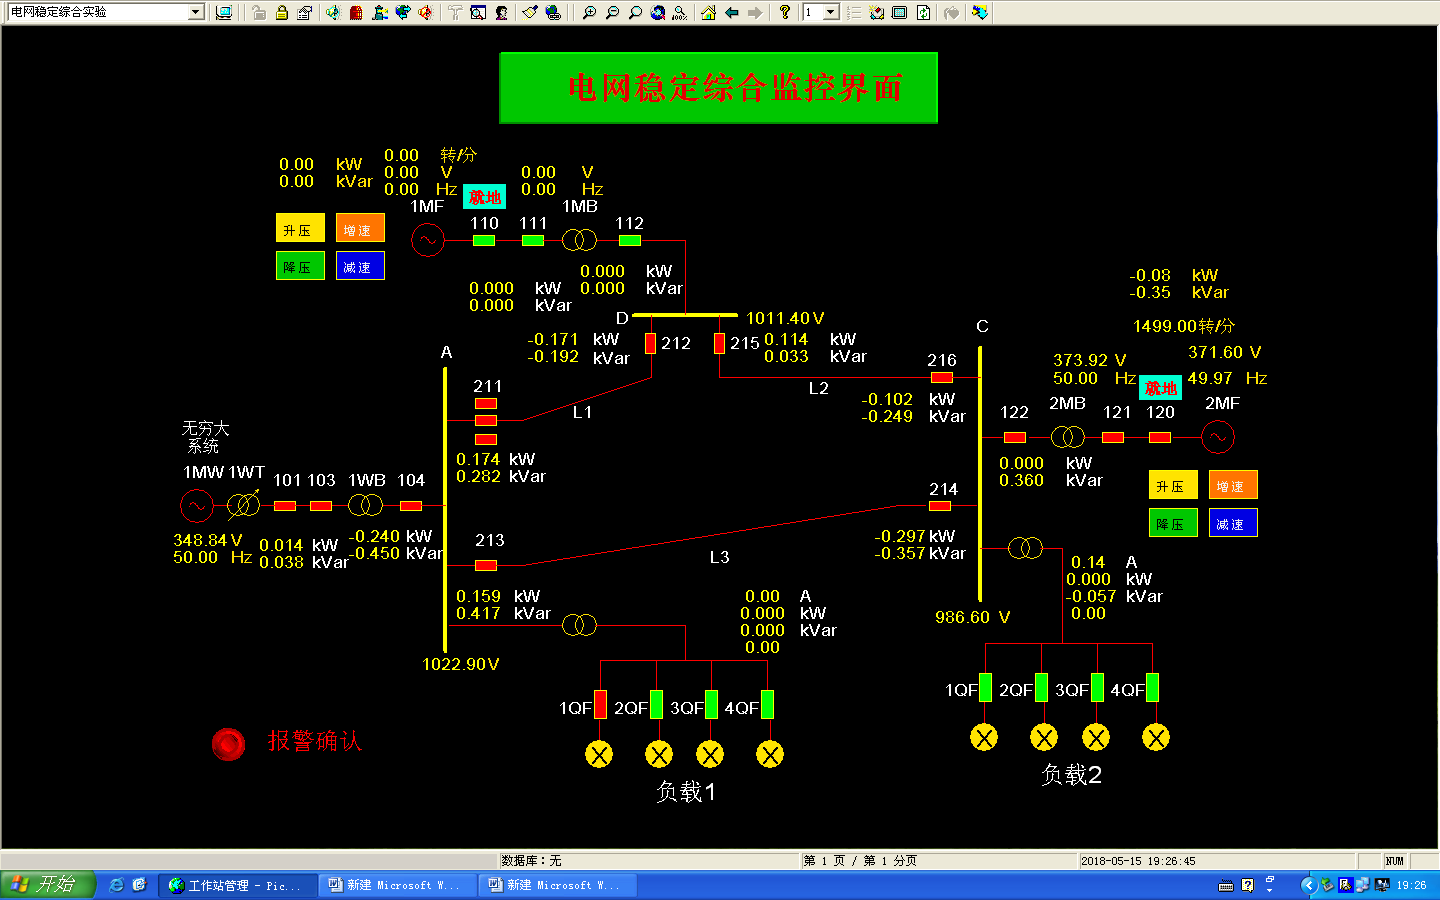 电网稳定综合实验
1
电网稳定综合监控界面
0.00 kW
0.00 kVar
0.00 转/分
0.00 V
0.00 Hz
0.00 V
0.00 Hz
就地
1MF
110
111
1MB
112
升压
增速
降压
减速
0.000 kW
0.000 kVar
0.000 kW
0.000 kVar
D
1011.40 V
-0.171 kW
-0.192 kVar
212
215
0.114 kW
0.033 kVar
-0.08 kW
-0.35 kVar
1499.00转/分
373.92 V
50.00 Hz
371.60 V
49.97 Hz
就地
C
A
216
L2
-0.102 kW
-0.249 kVar
211
L1
0.174 kW
0.282 kVar
122
2MB
121
120
2MF
0.000 kW
0.360 kVar
升压
增速
降压
减速
无穷大
系统
1MW
1WT
101
103
1WB
104
348.84 V
50.00 Hz
0.014 kW
0.038 kVar
-0.240 kW
-0.450 kVar
213
214
L3
-0.297 kW
-0.357 kVar
0.159 kW
0.417 kVar
0.00 A
0.000 kW
0.000 kVar
0.00
0.14 A
0.000 kW
-0.057 kVar
0.00
986.60 V
1022.90 V
1QF
2QF
3QF
4QF
负载1
1QF
2QF
3QF
4QF
负载2
报警确认
数据库：无
第 1 页 / 第 1 分页
2018-05-15 19:26:45
NUM
开始
工作站管理 - Pic...
新建 Microsoft W...
新建 Microsoft W...
19:26